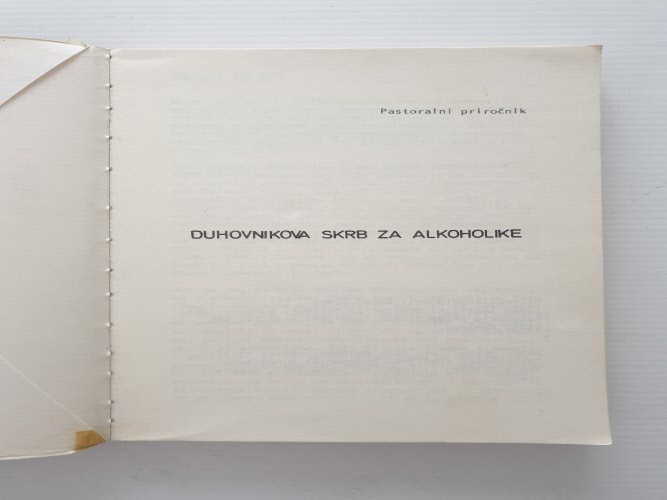 Pastoralni priročnik
DUHOVNIKOVA SKRB ZA ALKOHOLIKE